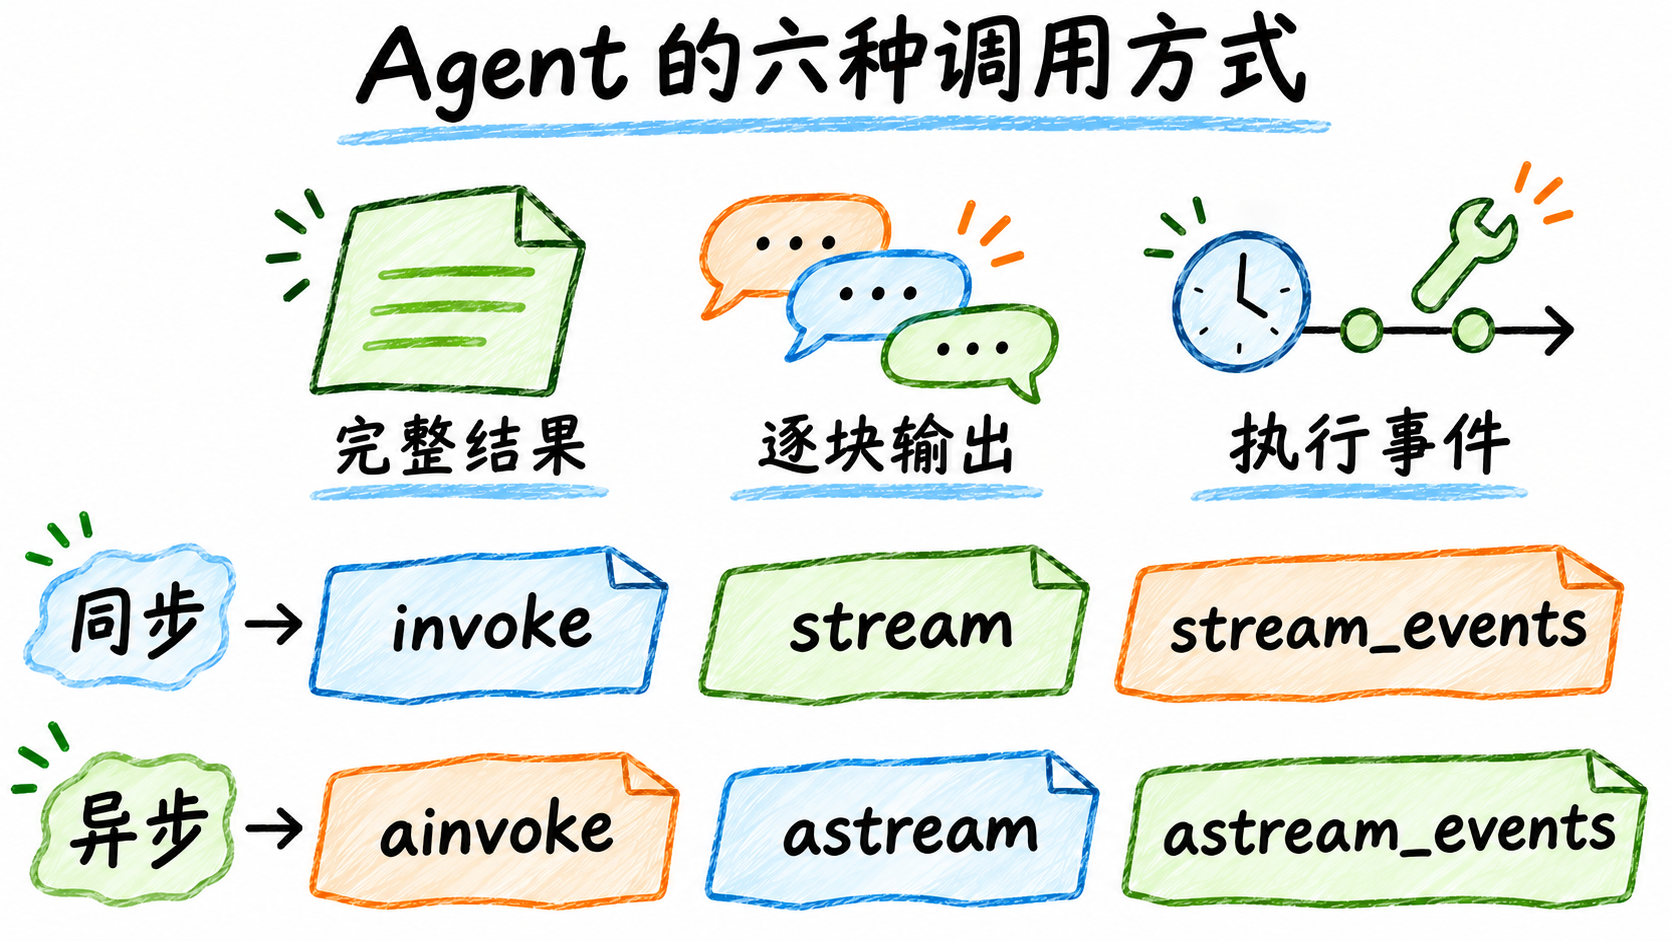 Agent 的六种调用方式
完整结果
逐块输出
执行事件
同步
invoke
stream
stream_events
异步
ainvoke
astream
astream_events